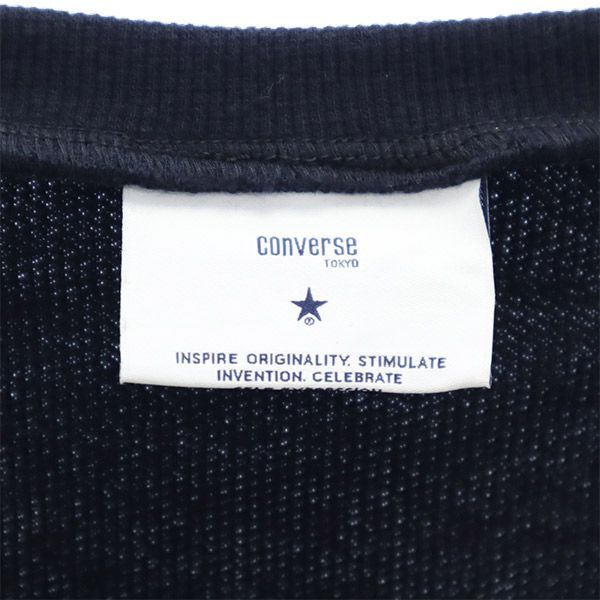 converse
TOKYO
®
INSPIRE ORIGINALITY. STIMULATE
INVENTION. CELEBRATE